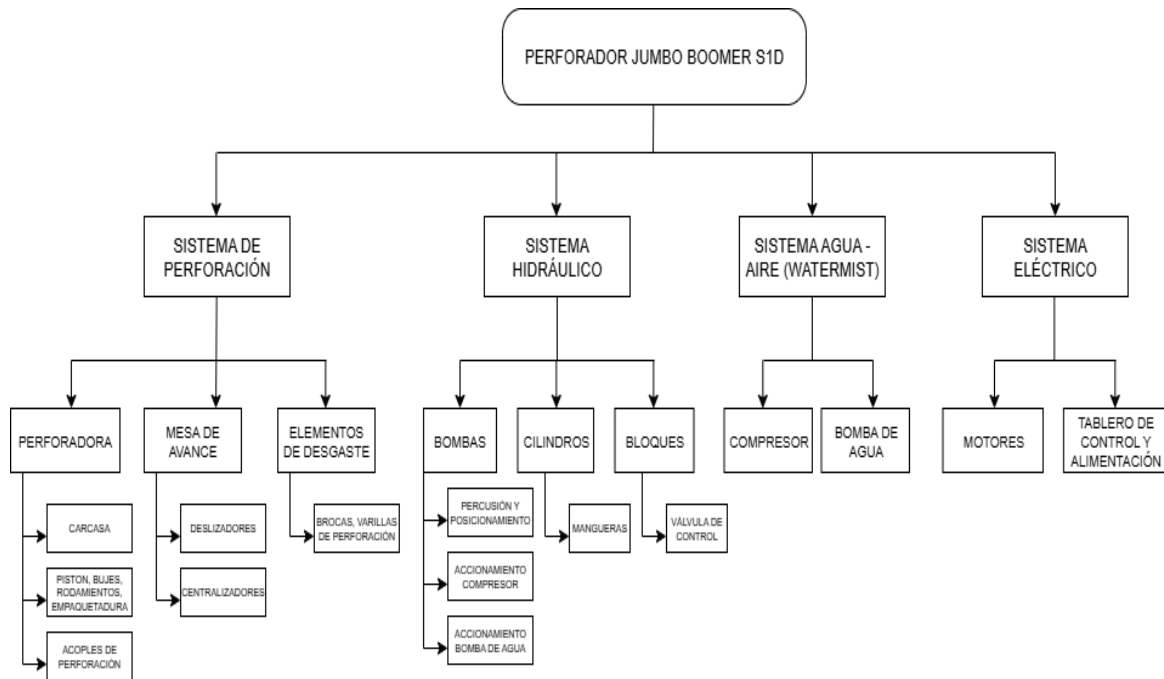 PERFORADOR JUMBO BOOMER S1D
SISTEMA DE
PERFORACIÓN
SISTEMA
HIDRÁULICO
SISTEMA AGUA -
AIRE (WATERMIST)
SISTEMA
ELÉCTRICO
PERFORADORA
MESA DE
AVANCE
ELEMENTOS
DE DESGASTE
BOMBAS
CILINDROS
BLOQUES
COMPRESOR
BOMBA DE
AGUA
MOTORES
TABLERO DE
CONTROL Y
ALIMENTACIÓN
CARCASA
PISTON, BUJES,
RODAMIENTOS,
EMPAQUETADURA
ACOPLES DE
PERFORACIÓN
DESLIZADORES
CENTRALIZADORES
BROCAS, VARILLAS
DE PERFORACIÓN
PERCUSIÓN Y
POSICIONAMIENTO
ACCIONAMIENTO
COMPRESOR
ACCIONAMIENTO
BOMBA DE AGUA
MANGUERAS
VÁLVULA DE
CONTROL